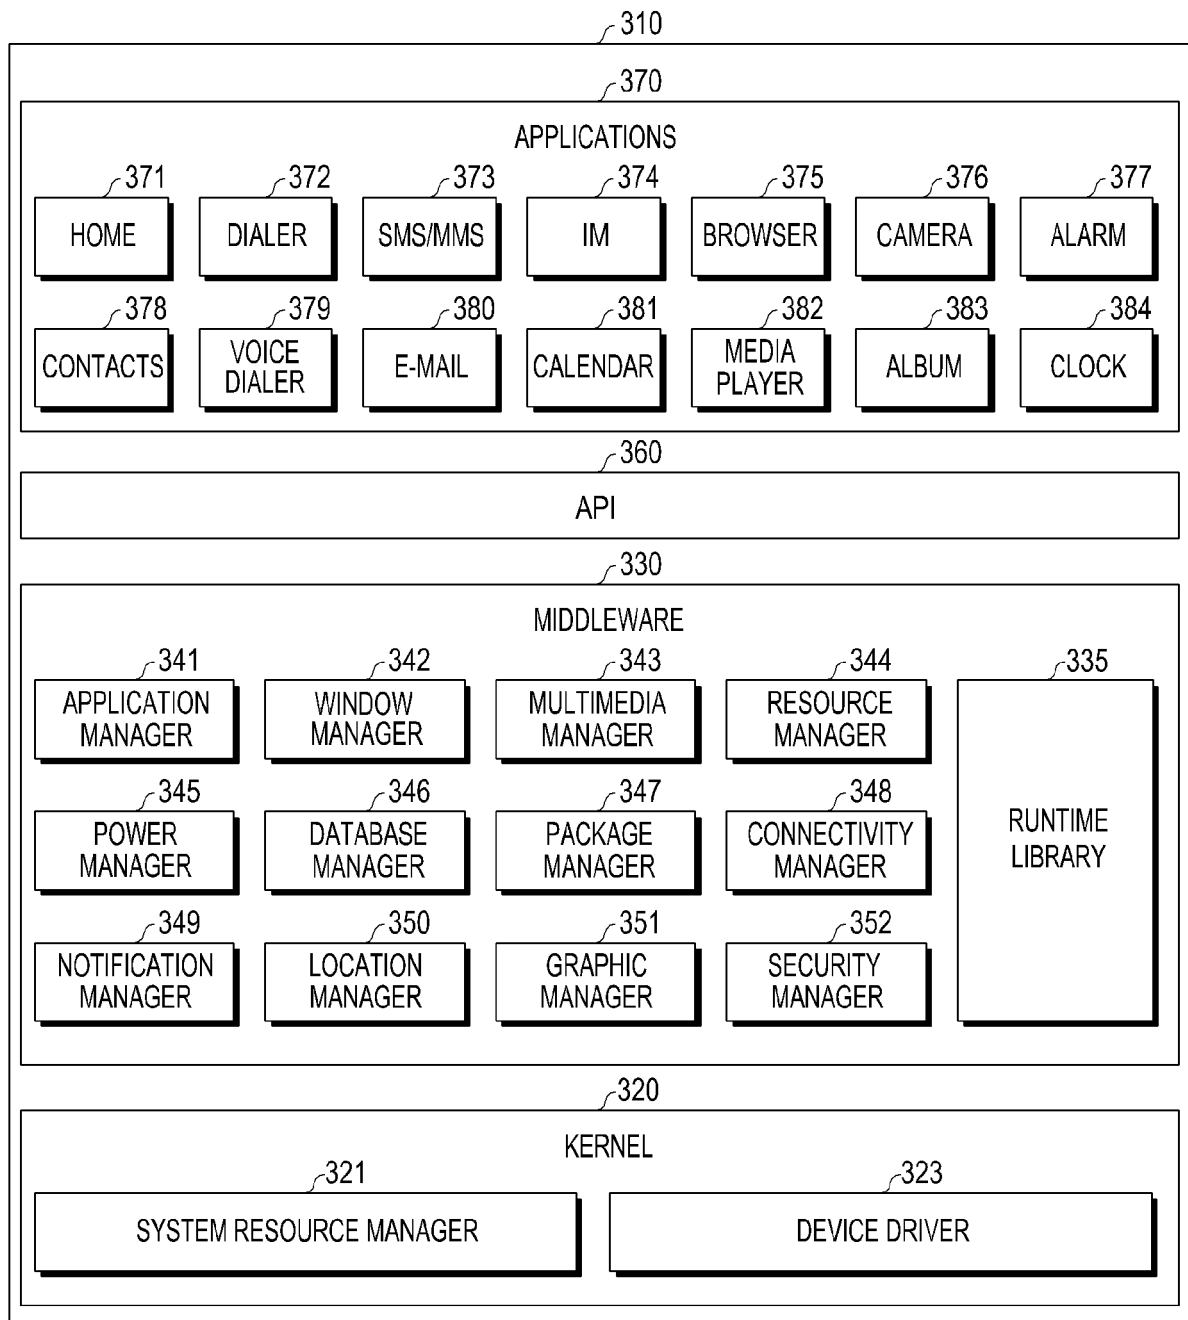 310
370
APPLICATIONS
371 372 373 374 375 376 377
HOME DIALER SMS/MMS IM BROWSER CAMERA ALARM
378 379 380 381 382 383 384
CONTACTS VOICE DIALER E-MAIL CALENDAR MEDIA PLAYER ALBUM CLOCK
360
API
330
MIDDLEWARE
341 342 343 344 335
APPLICATION MANAGER WINDOW MANAGER MULTIMEDIA MANAGER RESOURCE MANAGER
345 346 347 348
POWER MANAGER DATABASE MANAGER PACKAGE MANAGER CONNECTIVITY MANAGER RUNTIME LIBRARY
349 350 351 352
NOTIFICATION MANAGER LOCATION MANAGER GRAPHIC MANAGER SECURITY MANAGER
320
KERNEL
321 323
SYSTEM RESOURCE MANAGER DEVICE DRIVER